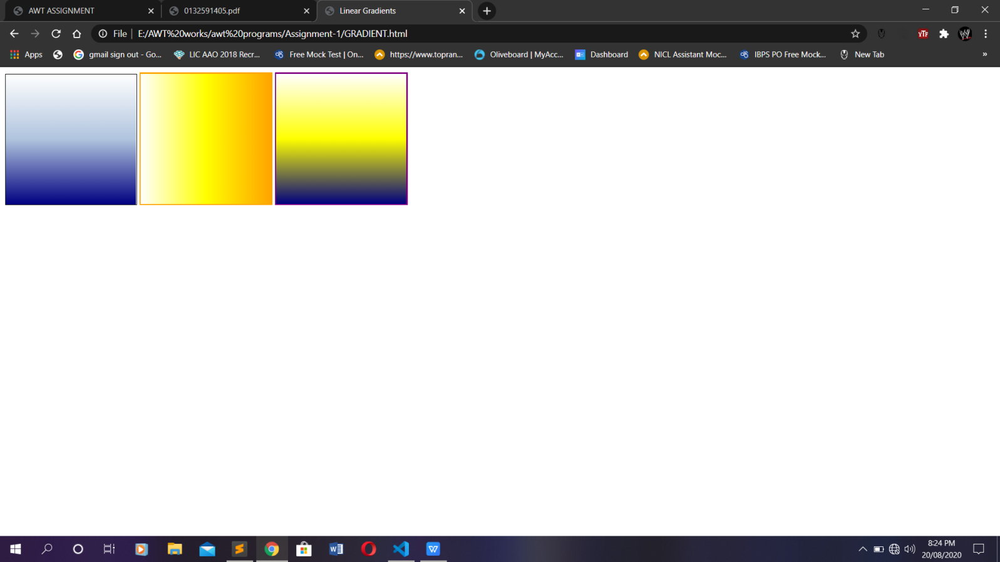 AWT ASSIGNMENT
0132591405.pdf
Linear Gradients
File | E:/AWT%20works/awt%20programs/Assignment-1/GRADIENT.html
YTF
Apps
gmail sign out - Go...
LIC AAO 2018 Recr...
Free Mock Test | On...
https://www.topran...
Oliveboard | MyAcc...
Dashboard
NICL Assistant Moc...
IBPS PO Free Mock...
New Tab
»
8:24 PM
20/08/2020